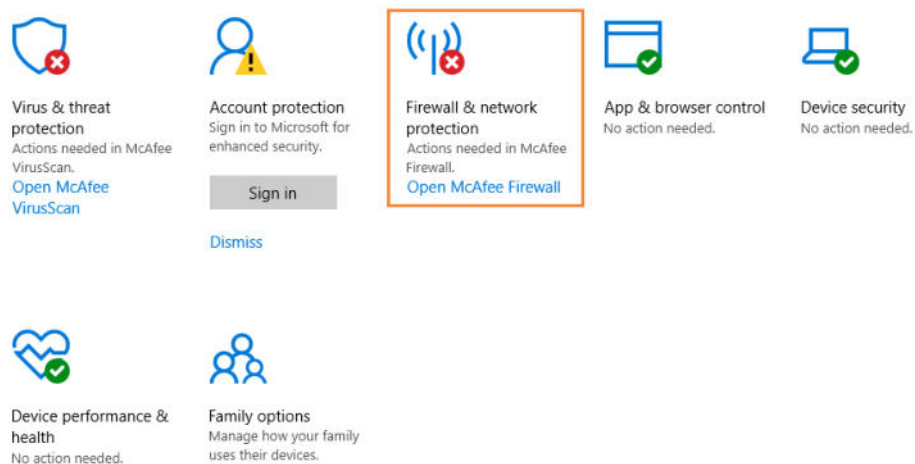 Virus & threat
protection
Actions needed in McAfee
VirusScan.
Open McAfee
VirusScan
Account protection
Sign in to Microsoft for
enhanced security.
Sign in
Dismiss
Firewall & network
protection
Actions needed in McAfee
Firewall.
Open McAfee Firewall
App & browser control
No action needed.
Device security
No action needed.
Device performance &
health
No action needed.
Family options
Manage how your family
uses their devices.